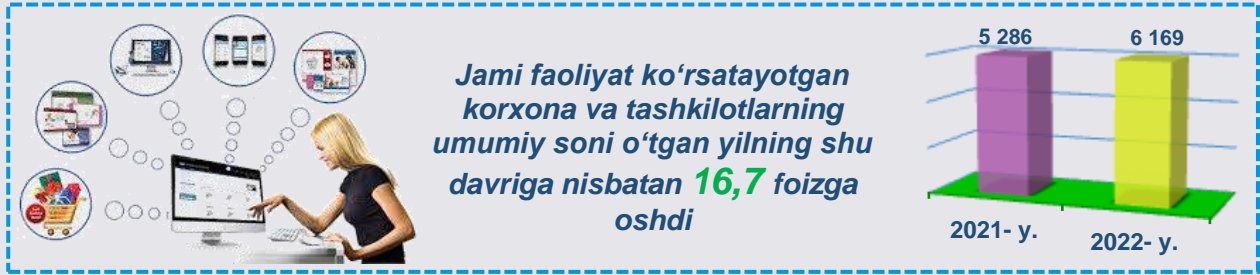 Jami faoliyat ko‘rsatayotgan
korxona va tashkilotlarning
umumiy soni o‘tgan yilning shu
davriga nisbatan 16,7 foizga
oshdi
5 286
6 169
2021- y.
2022- y.